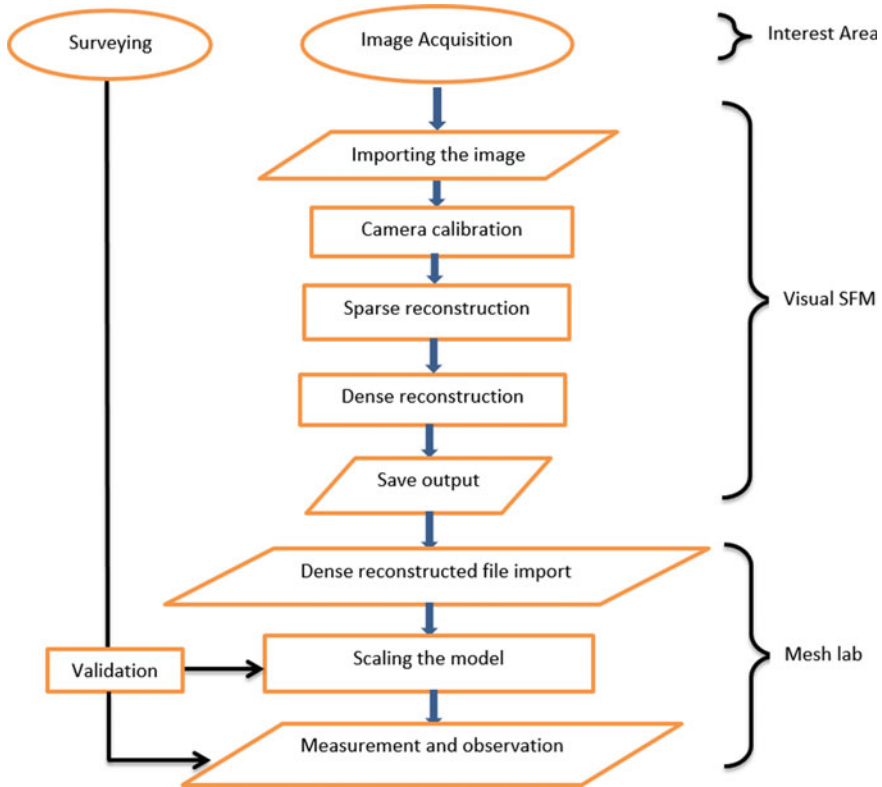 Surveying
Image Acquisition
Interest Area
Importing the image
Camera calibration
Sparse reconstruction
Visual SFM
Dense reconstruction
Save output
Dense reconstructed file import
Validation
Scaling the model
Mesh lab
Measurement and observation